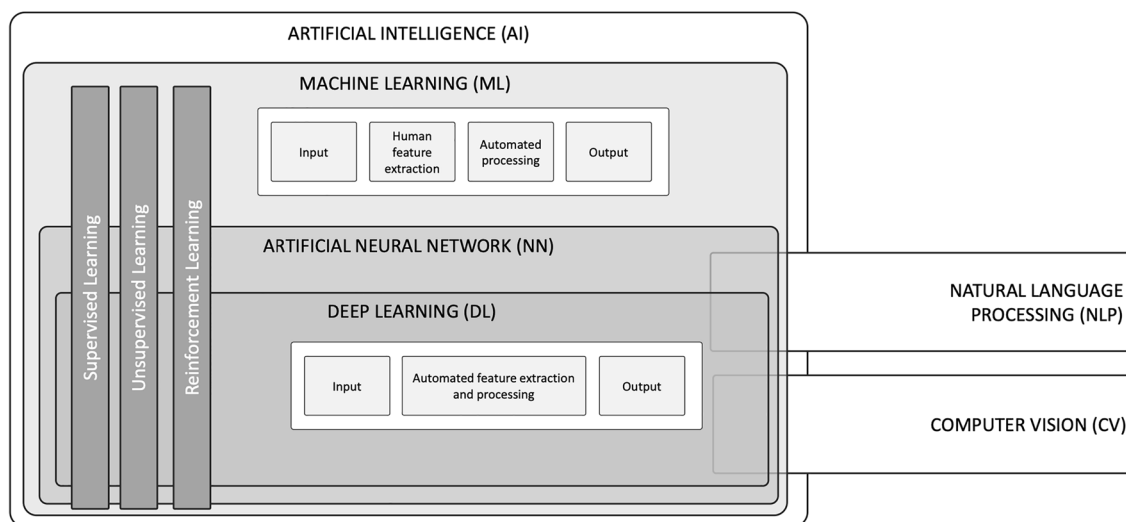 ARTIFICIAL INTELLIGENCE (AI)
MACHINE LEARNING (ML)
Input
Human
feature
extraction
Automated
processing
Output
Supervised Learning
Unsupervised Learning
Reinforcement Learning
ARTIFICIAL NEURAL NETWORK (NN)
DEEP LEARNING (DL)
Input
Automated feature extraction
and processing
Output
NATURAL LANGUAGE
PROCESSING (NLP)
COMPUTER VISION (CV)